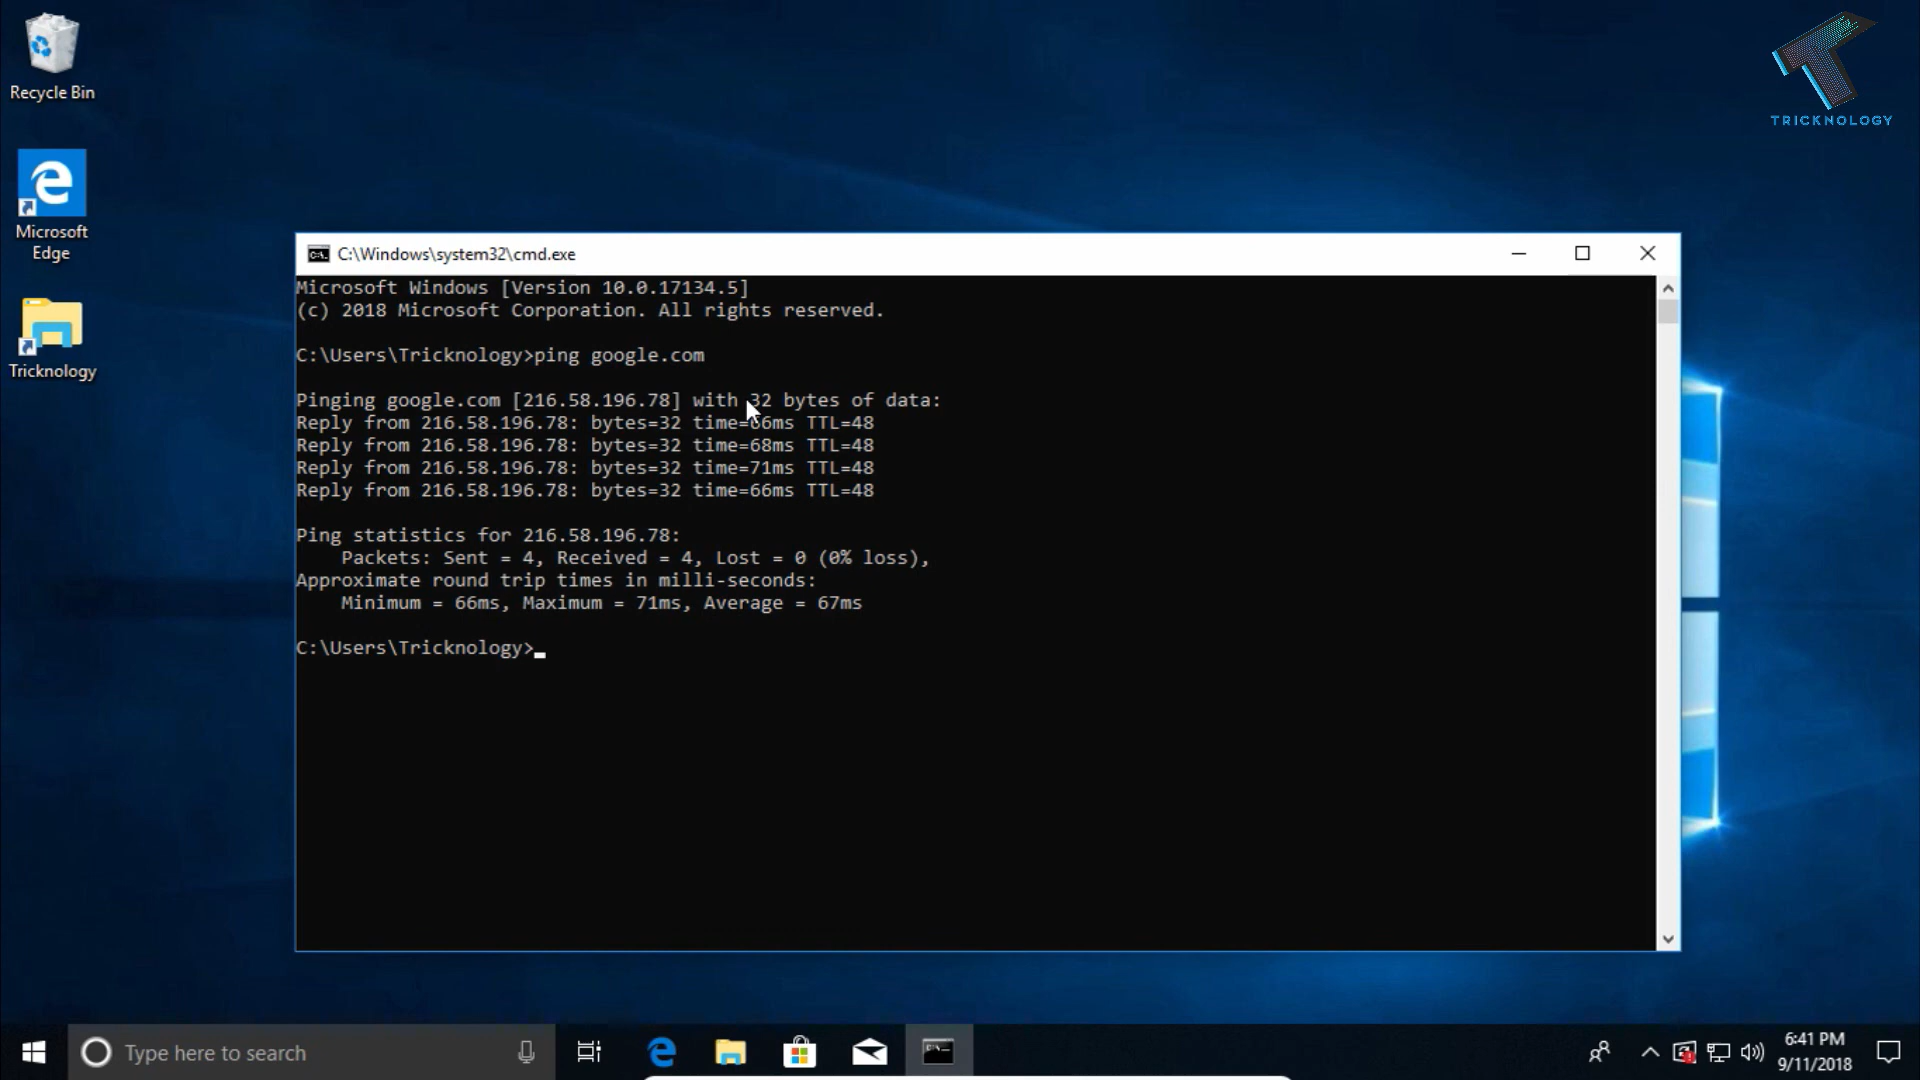 Recycle Bin
TRICKNOLOGY
Microsoft
Edge
Tricknology
C:\Windows\system32\cmd.exe
Microsoft Windows [Version 10.0.17134.5]
(c) 2018 Microsoft Corporation. All rights reserved.
C:\Users\Tricknology>ping google.com
Pinging google.com [216.58.196.78] with 32 bytes of data:
Reply from 216.58.196.78: bytes=32 time=66ms TTL=48
Reply from 216.58.196.78: bytes=32 time=68ms TTL=48
Reply from 216.58.196.78: bytes=32 time=71ms TTL=48
Reply from 216.58.196.78: bytes=32 time=66ms TTL=48
Ping statistics for 216.58.196.78:
Packets: Sent = 4, Received = 4, Lost = 0 (0% loss),
Approximate round trip times in milli-seconds:
Minimum = 66ms, Maximum = 71ms, Average = 67ms
C:\Users\Tricknology>
Type here to search
6:41 PM
9/11/2018